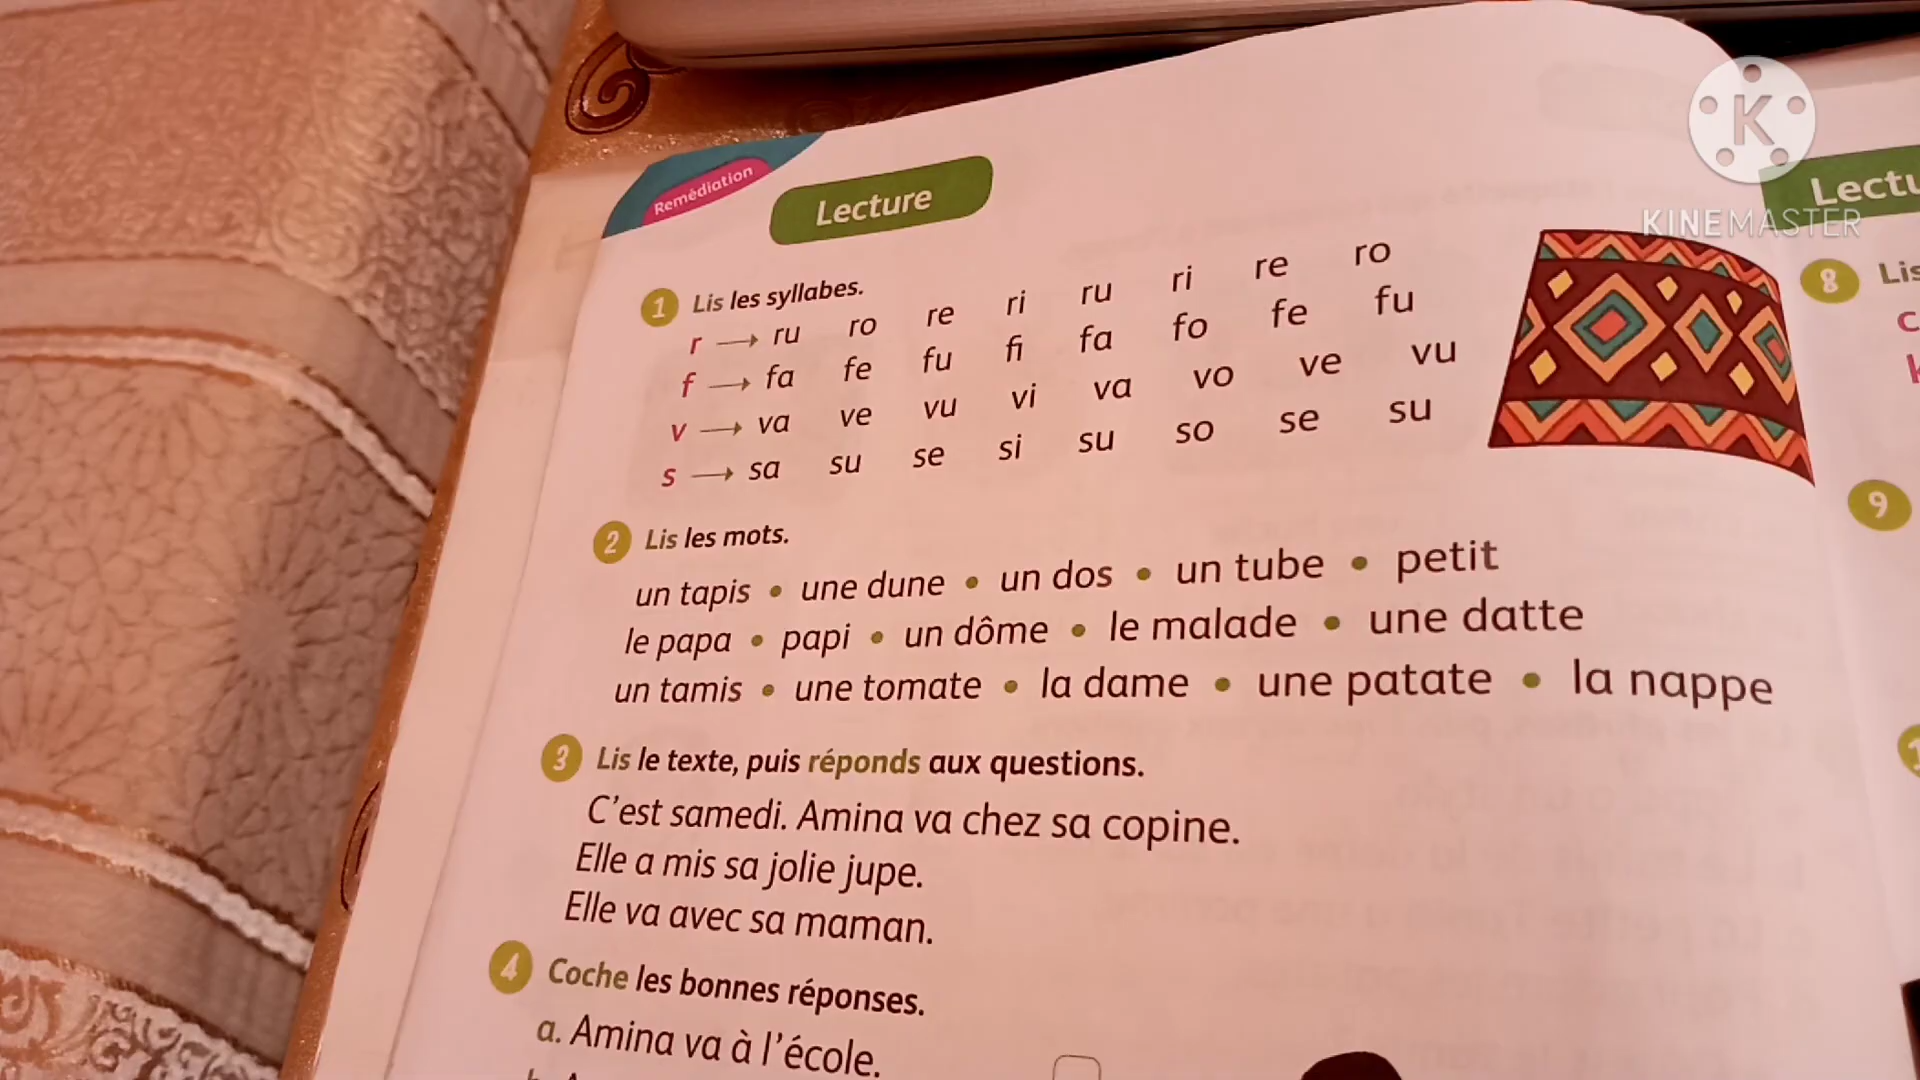 Remédiation
Lecture
1 Lis les syllabes.
r → ru ro re ri ru ri re ro
f → fa fe fu fi fa fo fe fu
v → va ve vu vi va vo ve vu
s → sa su se si su so se su
2 Lis les mots.
un tapis • une dune • un dos • un tube • petit
le papa • papi • un dôme • le malade • une datte
un tamis • une tomate • la dame • une patate • la nappe
3 Lis le texte, puis réponds aux questions.
C'est samedi. Amina va chez sa copine.
Elle a mis sa jolie jupe.
Elle va avec sa maman.
4 Coche les bonnes réponses.
a. Amina va à l'école.
K
KINEMASTER
8 Lis
9